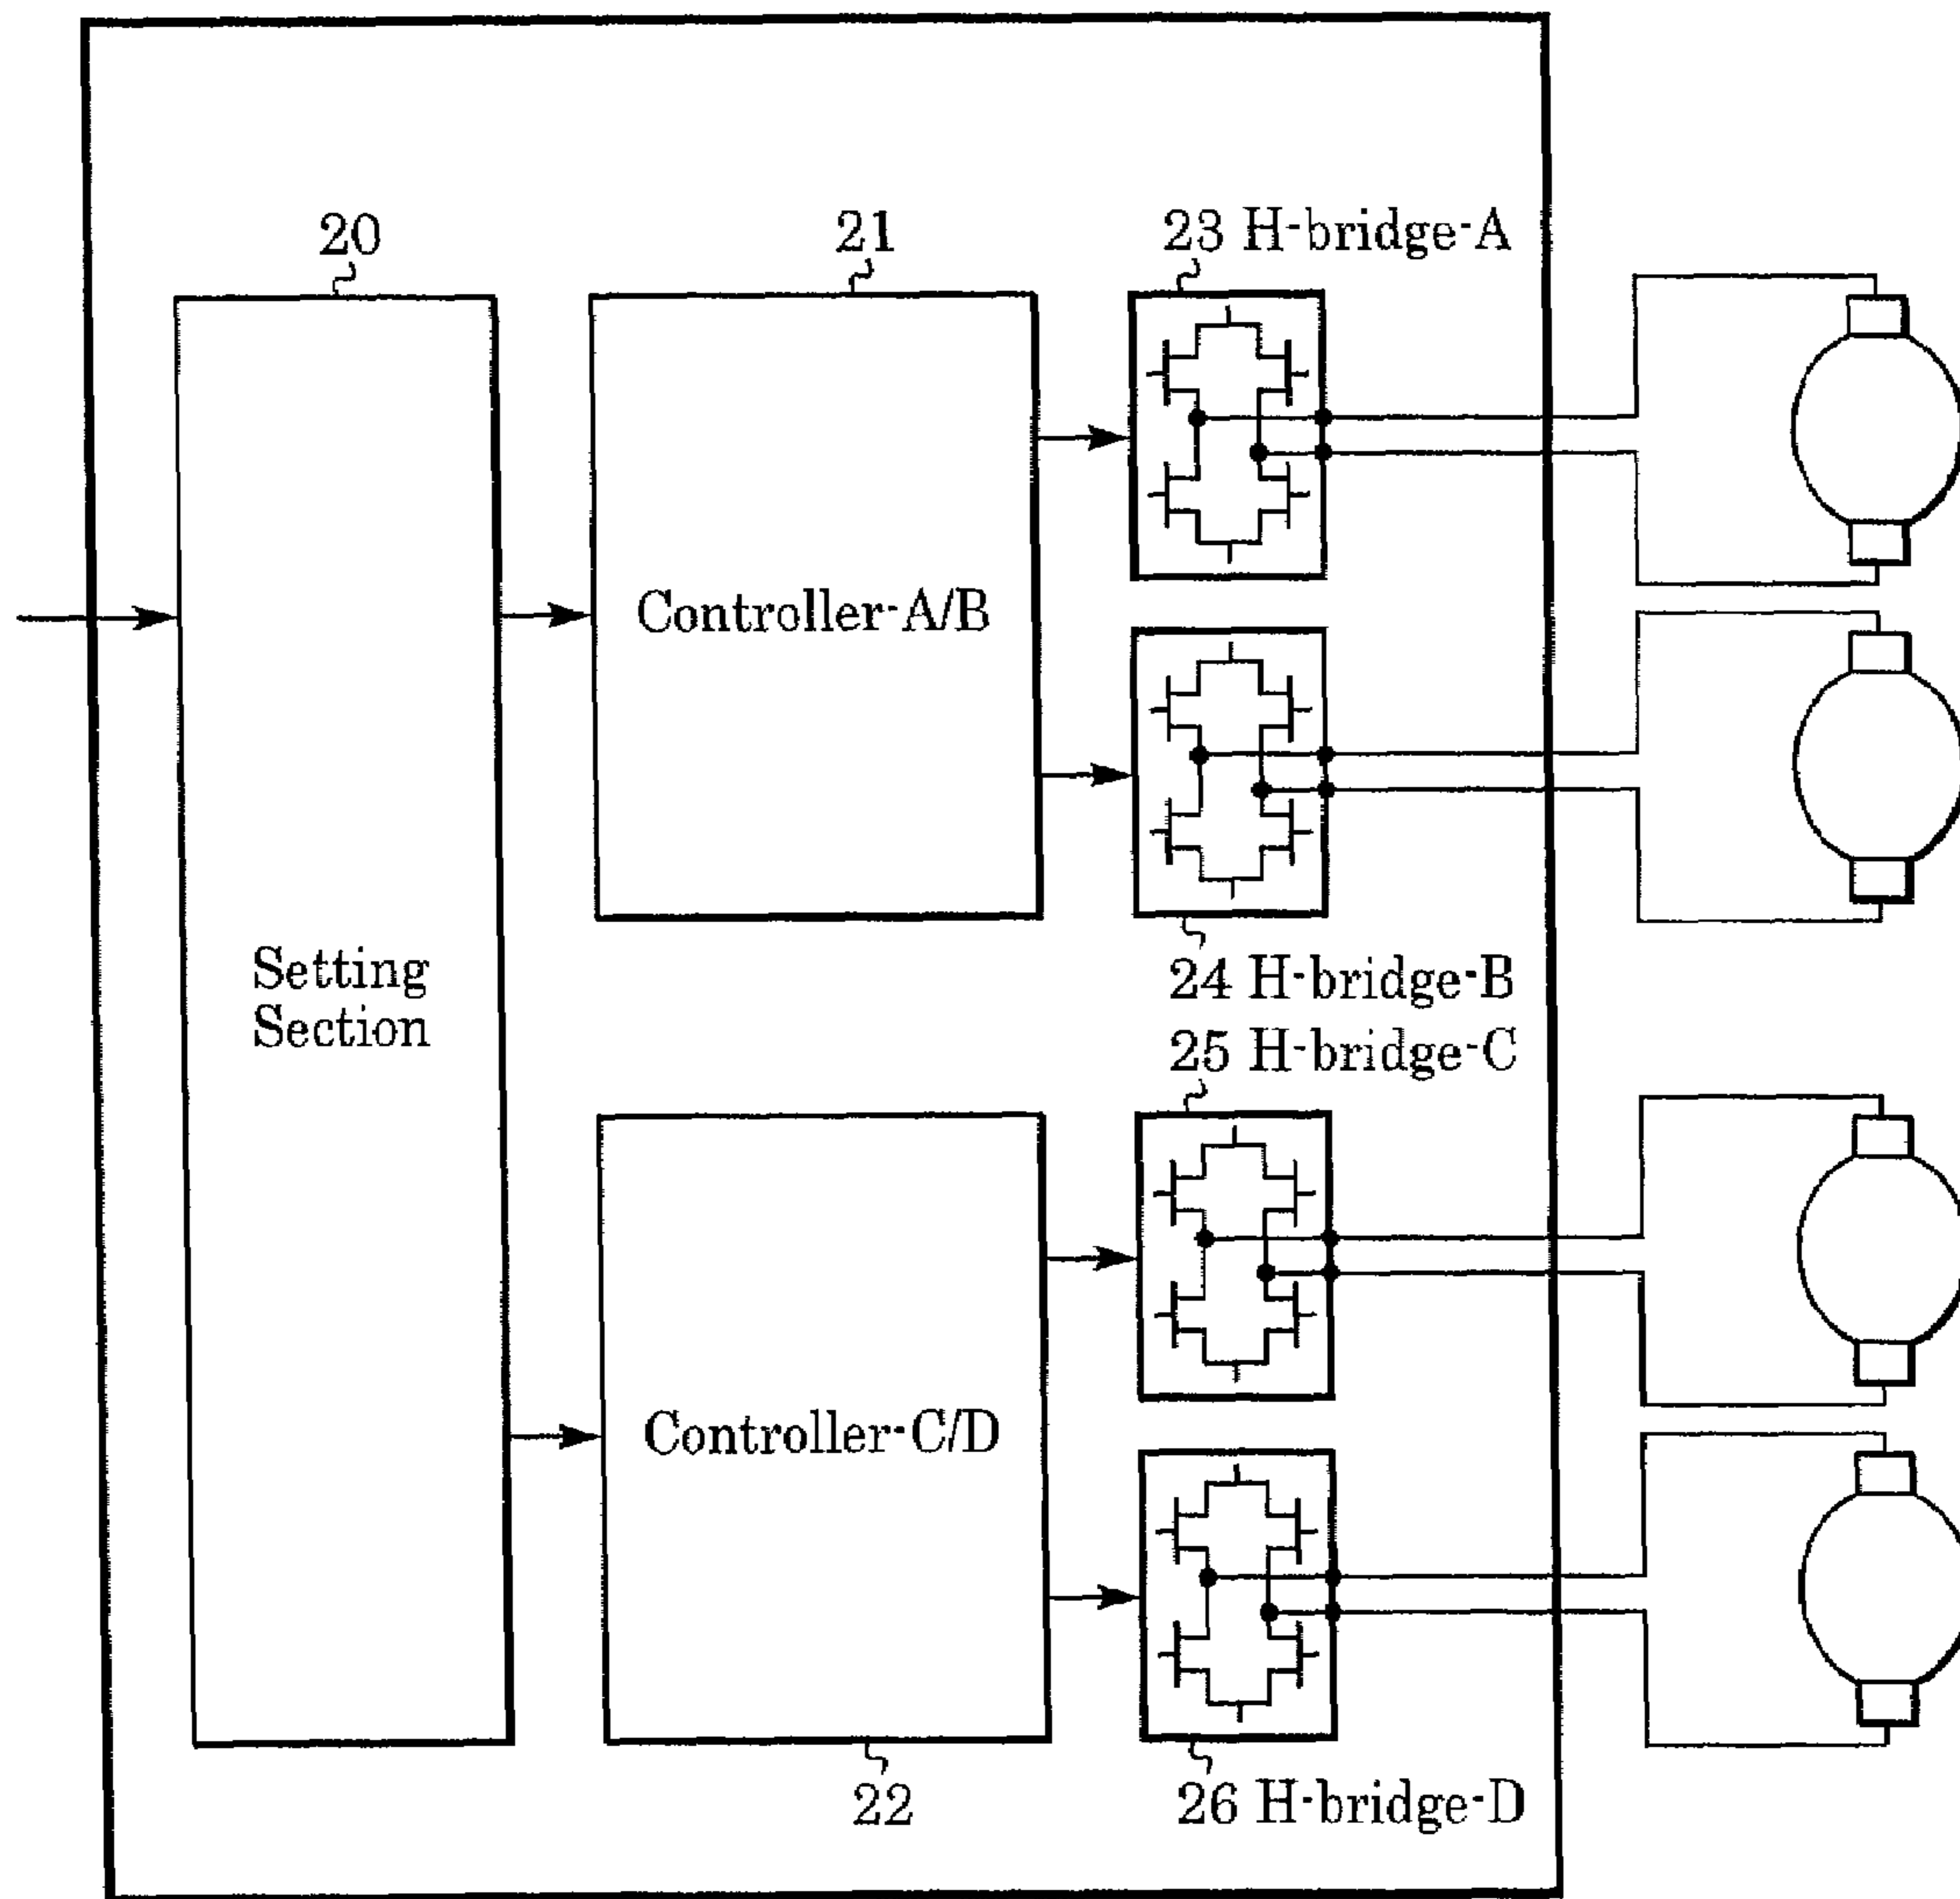 20
21
23 H-bridge-A
Controller-A/B
Setting
Section
24 H-bridge-B
25 H-bridge-C
Controller-C/D
22
26 H-bridge-D